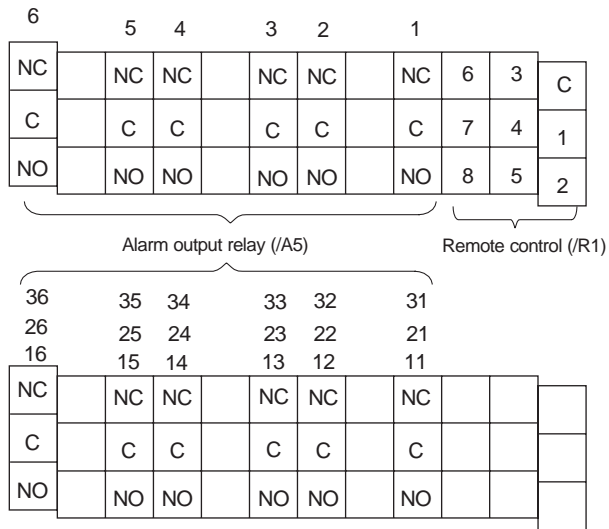 6 5 4 3 2 1
NC NC NC NC NC NC 6 3 C
C C C C C C 7 4 1
NO NO NO NO NO NO 8 5 2
Alarm output relay (/A5) Remote control (/R1)
36 35 34 33 32 31
26 25 24 23 22 21
16 15 14 13 12 11
NC NC NC NC NC NC
C C C C C C
NO NO NO NO NO NO